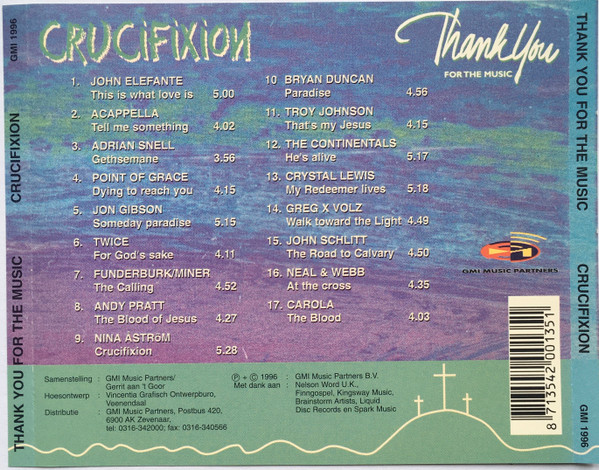 GMI 1996
CRUCIFIXION
THANK YOU FOR THE MUSIC
CRUCiFiXioN
Thank You
FOR THE MUSIC
1. JOHN ELEFANTE
This is what love is 5.00
2. ACAPPELLA
Tell me something 4.02
3. ADRIAN SNELL
Gethsemane 3.56
4. POINT OF GRACE
Dying to reach you 4.15
5. JON GIBSON
Someday paradise 5.15
6. TWICE
For God's sake 4.11
7. FUNDERBURK/MINER
The Calling 4.52
8. ANDY PRATT
The Blood of Jesus 4.27
9. NINA ASTRöM
Crucifixion 5.28
10 BRYAN DUNCAN
Paradise 4.56
11. TROY JOHNSON
That's my Jesus 4.15
12. THE CONTINENTALS
He's alive 5.17
13. CRYSTAL LEWIS
My Redeemer lives 5.18
14. GREG X VOLZ
Walk toward the Light 4.49
15. JOHN SCHLITT
The Road to Calvary 4.50
16. NEAL & WEBB
At the cross 4.35
17. CAROLA
The Blood 4.03
GMI MUSIC PARTNERS
Samenstelling : GMI Music Partners/
Gerrit aan 't Goor
Hoesontwerp : Vincentia Grafisch Ontwerpburo,
Veenendaal
Distributie : GMI Music Partners, Postbus 420,
6900 AK Zevenaar,
tel: 0316-342000; fax: 0316-340566
℗ + © 1996 : GMI Music Partners B.V.
Met dank aan : Nelson Word U.K.,
Finngospel, Kingsway Music,
Brainstorm Artists, Liquid
Disc Records en Spark Music
8 713542 001351
THANK YOU FOR THE MUSIC
CRUCIFIXION
GMI 1996